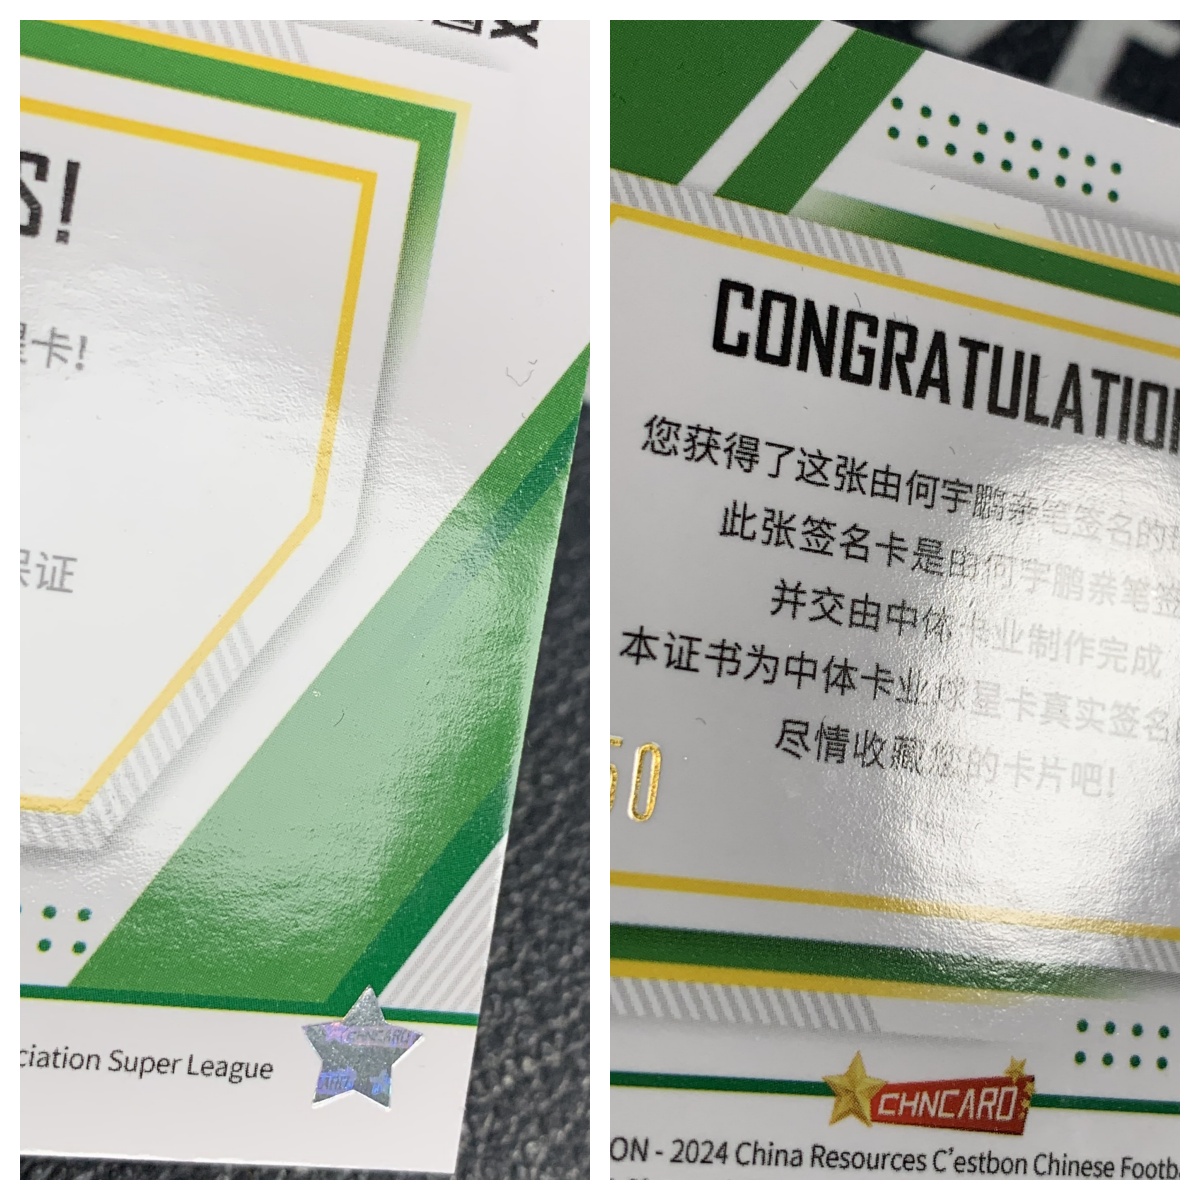 S!
星卡!
保证
ciation Super League
CHNCARD
CONGRATULATION
您获得了这张由何宇鹏亲笔签名的球
此张签名卡是由何宇鹏亲笔签
并交由中体卡业制作完成
本证书为中体卡业球星卡真实签名的
尽情收藏您的卡片吧!
50
CHNCARD
ON - 2024 China Resources C'estbon Chinese Footba